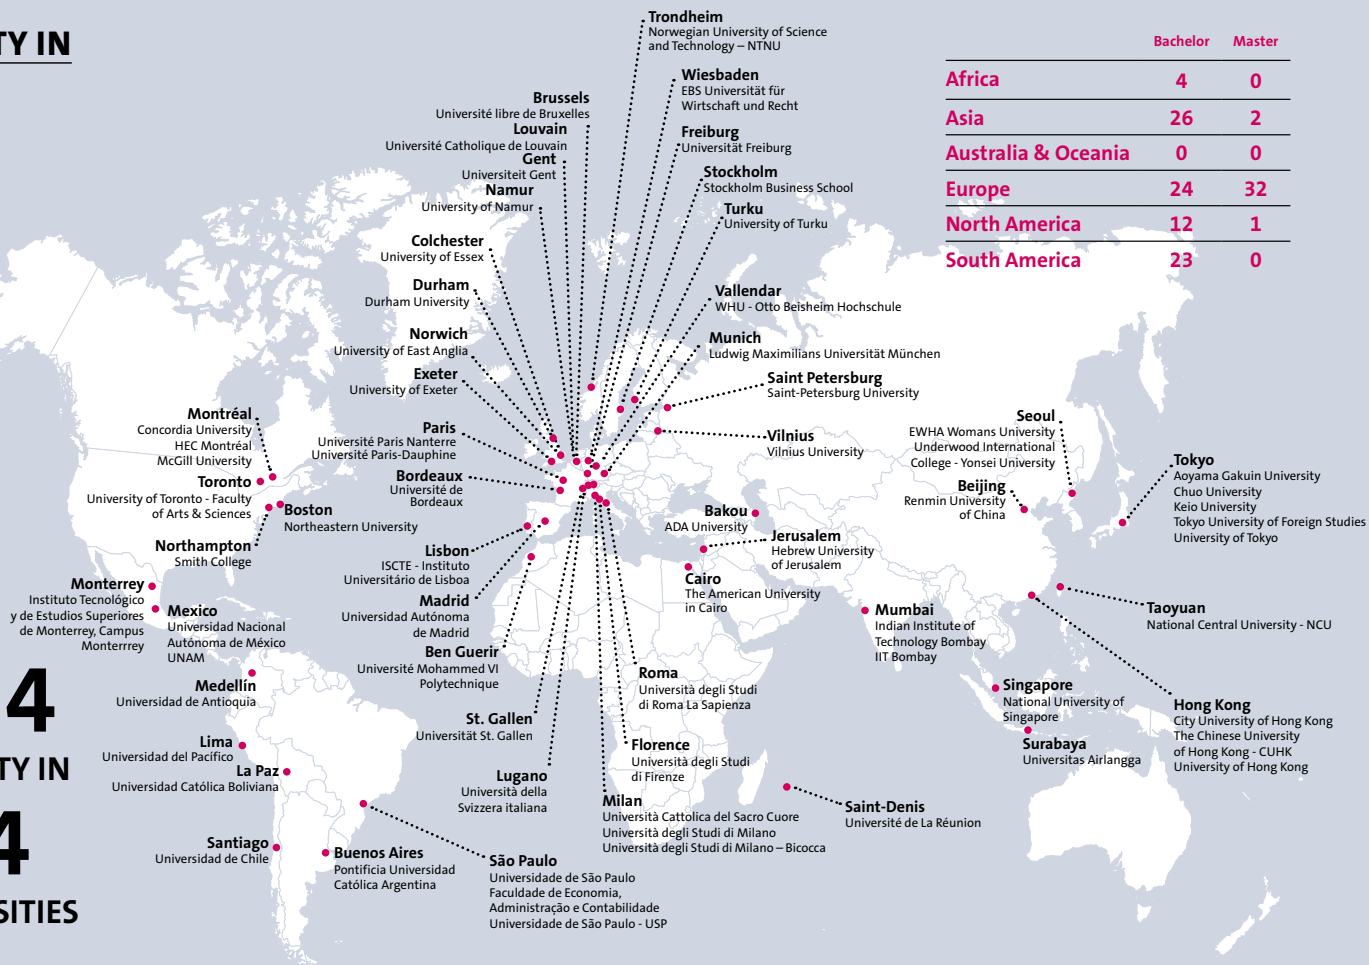 TY IN
4
TY IN
4
SITIES
Bachelor Master
Africa 4 0
Asia 26 2
Australia & Oceania 0 0
Europe 24 32
North America 12 1
South America 23 0
Trondheim
Norwegian University of Science
and Technology – NTNU
Wiesbaden
EBS Universität für
Wirtschaft und Recht
Freiburg
Universität Freiburg
Stockholm
Stockholm Business School
Turku
University of Turku
Vallendar
WHU - Otto Beisheim Hochschule
Munich
Ludwig Maximilians Universität München
Saint Petersburg
Saint-Petersburg University
Vilnius
Vilnius University
Brussels
Université libre de Bruxelles
Louvain
Université Catholique de Louvain
Gent
Universiteit Gent
Namur
University of Namur
Colchester
University of Essex
Durham
Durham University
Norwich
University of East Anglia
Exeter
University of Exeter
Paris
Université Paris Nanterre
Université Paris-Dauphine
Bordeaux
Université de
Bordeaux
Lisbon
ISCTE - Instituto
Universitário de Lisboa
Madrid
Universidad Autónoma
de Madrid
Ben Guerir
Université Mohammed VI
Polytechnique
St. Gallen
Universität St. Gallen
Lugano
Università della
Svizzera italiana
Milan
Università Cattolica del Sacro Cuore
Università degli Studi di Milano
Università degli Studi di Milano – Bicocca
Florence
Università degli Studi
di Firenze
Roma
Università degli Studi
di Roma La Sapienza
Montréal
Concordia University
HEC Montréal
McGill University
Toronto
University of Toronto - Faculty
of Arts & Sciences
Boston
Northeastern University
Northampton
Smith College
Monterrey
Instituto Tecnológico
y de Estudios Superiores
de Monterrey, Campus
Monterrrey
Mexico
Universidad Nacional
Autónoma de México
UNAM
Medellín
Universidad de Antioquia
Lima
Universidad del Pacífico
La Paz
Universidad Católica Boliviana
Santiago
Universidad de Chile
Buenos Aires
Pontificia Universidad
Católica Argentina
São Paulo
Universidade de São Paulo
Faculdade de Economia,
Administração e Contabilidade
Universidade de São Paulo - USP
Bakou
ADA University
Jerusalem
Hebrew University
of Jerusalem
Cairo
The American University
in Cairo
Saint-Denis
Université de La Réunion
Mumbai
Indian Institute of
Technology Bombay
IIT Bombay
Seoul
EWHA Womans University
Underwood International
College - Yonsei University
Beijing
Renmin University
of China
Tokyo
Aoyama Gakuin University
Chuo University
Keio University
Tokyo University of Foreign Studies
University of Tokyo
Taoyuan
National Central University - NCU
Hong Kong
City University of Hong Kong
The Chinese University
of Hong Kong - CUHK
University of Hong Kong
Singapore
National University of
Singapore
Surabaya
Universitas Airlangga